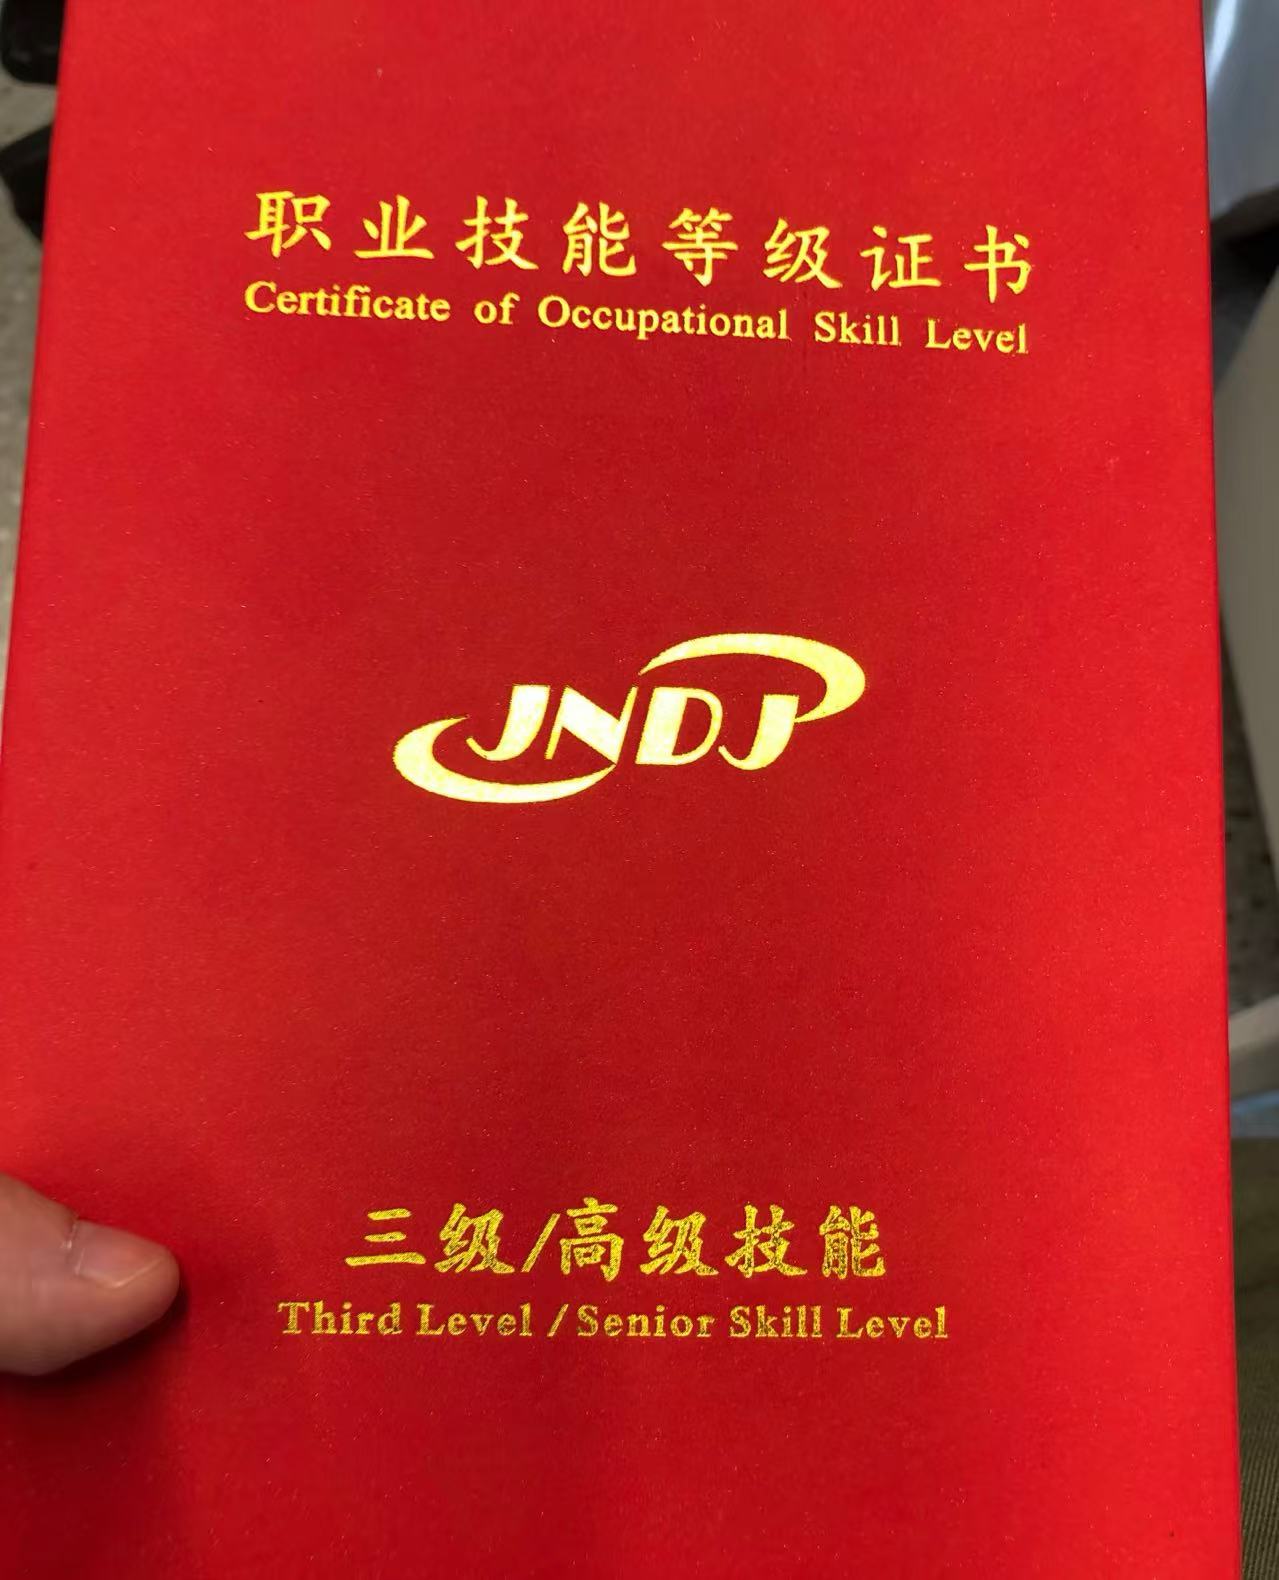 职业技能等级证书
Certificate of Occupational Skill Level
JNDJ
三级/高级技能
Third Level / Senior Skill Level